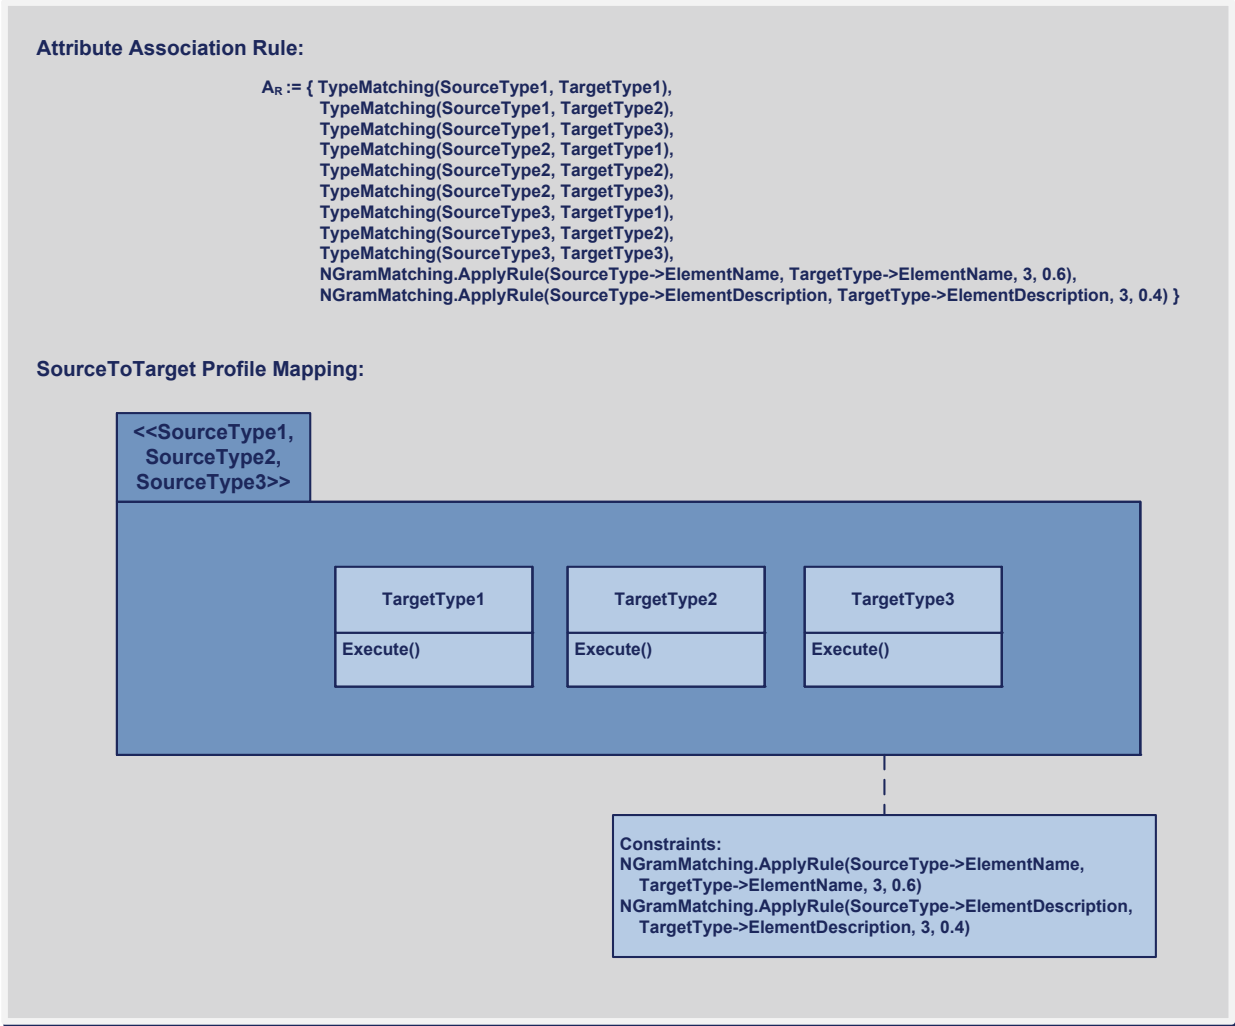 Attribute Association Rule:
AR := { TypeMatching(SourceType1, TargetType1),
TypeMatching(SourceType1, TargetType2),
TypeMatching(SourceType1, TargetType3),
TypeMatching(SourceType2, TargetType1),
TypeMatching(SourceType2, TargetType2),
TypeMatching(SourceType2, TargetType3),
TypeMatching(SourceType3, TargetType1),
TypeMatching(SourceType3, TargetType2),
TypeMatching(SourceType3, TargetType3),
NGramMatching.ApplyRule(SourceType->ElementName, TargetType->ElementName, 3, 0.6),
NGramMatching.ApplyRule(SourceType->ElementDescription, TargetType->ElementDescription, 3, 0.4) }
SourceToTarget Profile Mapping:
<<SourceType1,
SourceType2,
SourceType3>>
TargetType1
Execute()
TargetType2
Execute()
TargetType3
Execute()
Constraints:
NGramMatching.ApplyRule(SourceType->ElementName,
TargetType->ElementName, 3, 0.6)
NGramMatching.ApplyRule(SourceType->ElementDescription,
TargetType->ElementDescription, 3, 0.4)